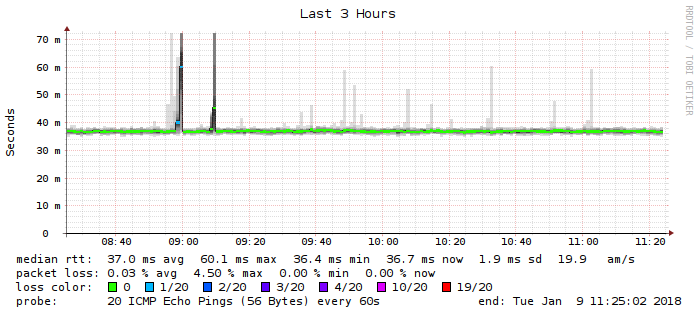 Last 3 Hours
RRDTOOL / TOBI OETIKER
Seconds
70 m
60 m
50 m
40 m
30 m
20 m
10 m
0
08:40 09:00 09:20 09:40 10:00 10:20 10:40 11:00 11:20
median rtt: 37.0 ms avg 60.1 ms max 36.4 ms min 36.7 ms now 1.9 ms sd 19.9 am/s
packet loss: 0.03 % avg 4.50 % max 0.00 % min 0.00 % now
loss color: 0 1/20 2/20 3/20 4/20 10/20 19/20
probe: 20 ICMP Echo Pings (56 Bytes) every 60s end: Tue Jan 9 11:25:02 2018